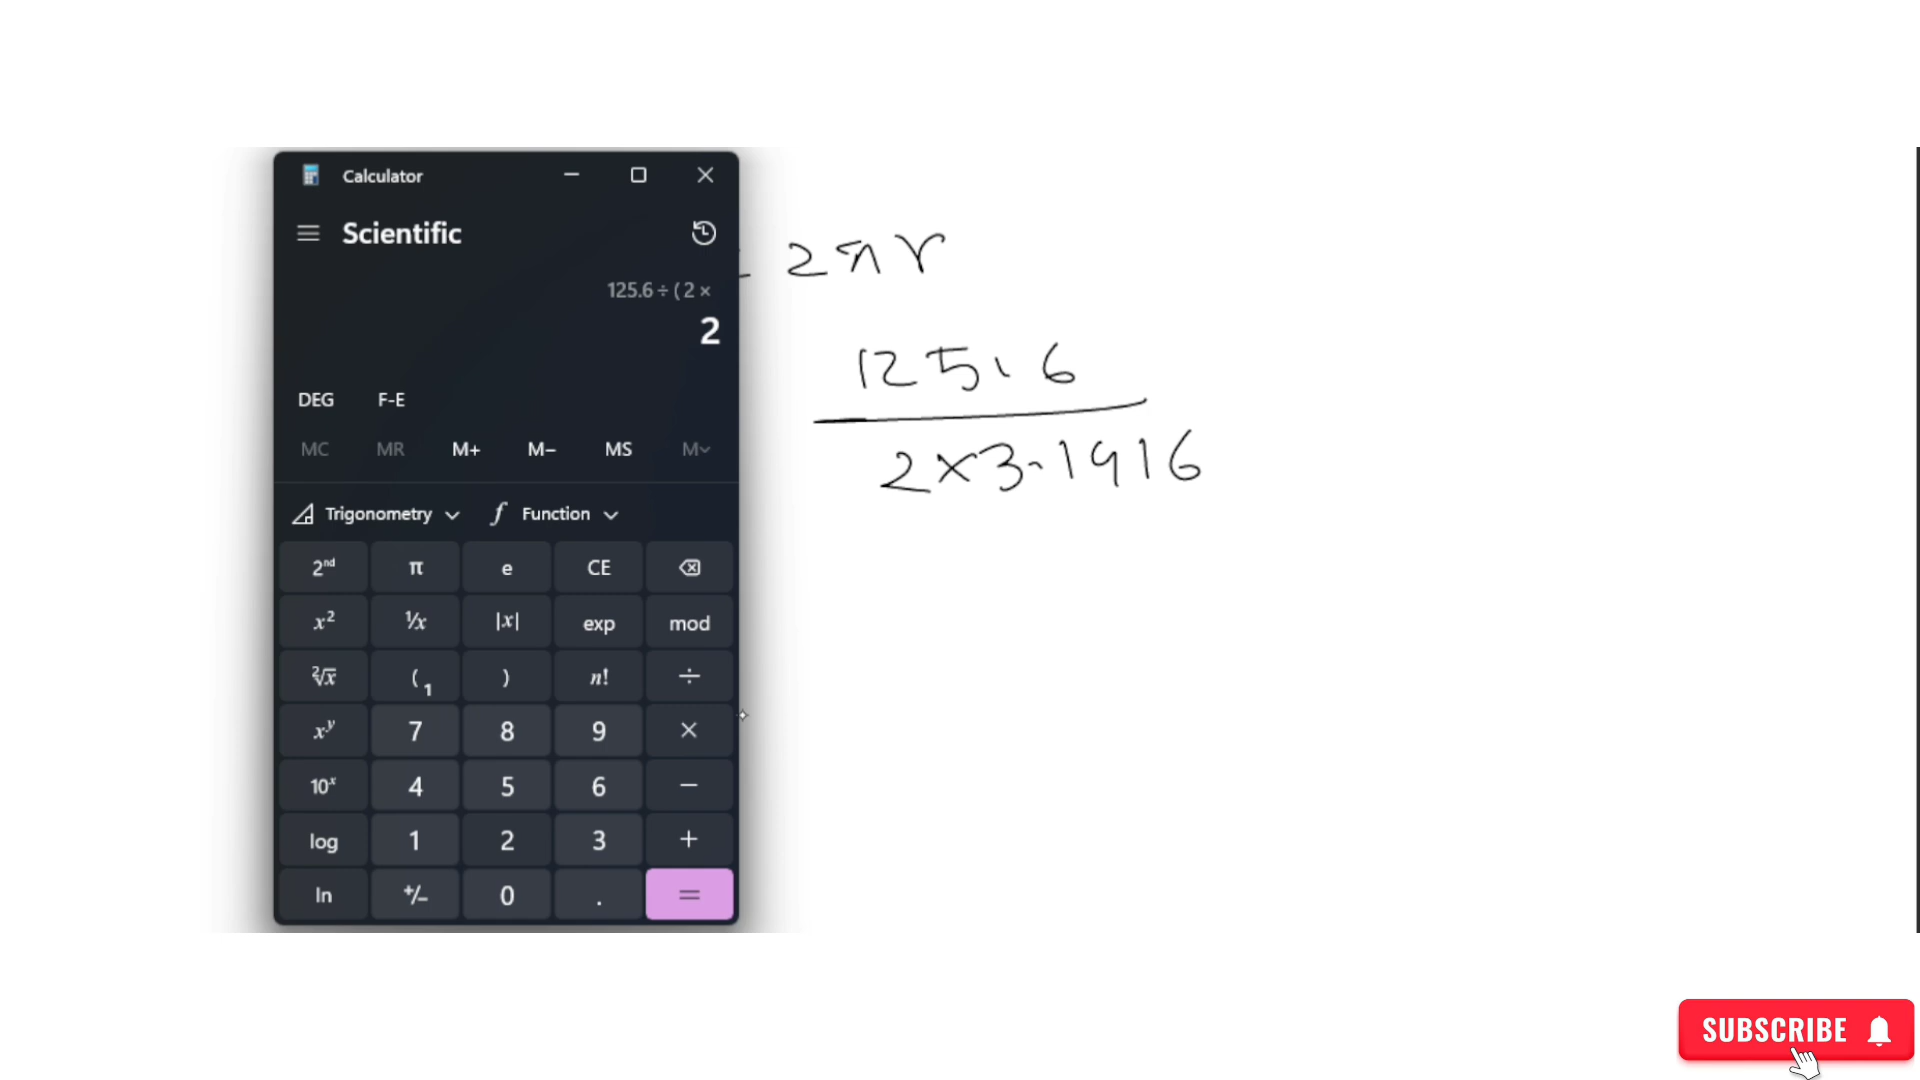 Calculator
Scientific
125.6 ÷ ( 2 ×
2
DEG F-E
MC MR M+ M− MS M
Trigonometry f Function
2nd π e CE
x² ¹/x |x| exp mod
²√x ( 1 ) n! ÷
xʸ 7 8 9 ×
10ˣ 4 5 6 −
log 1 2 3 +
ln +/− 0 . =
2πr
125.6
2×3.1416
SUBSCRIBE